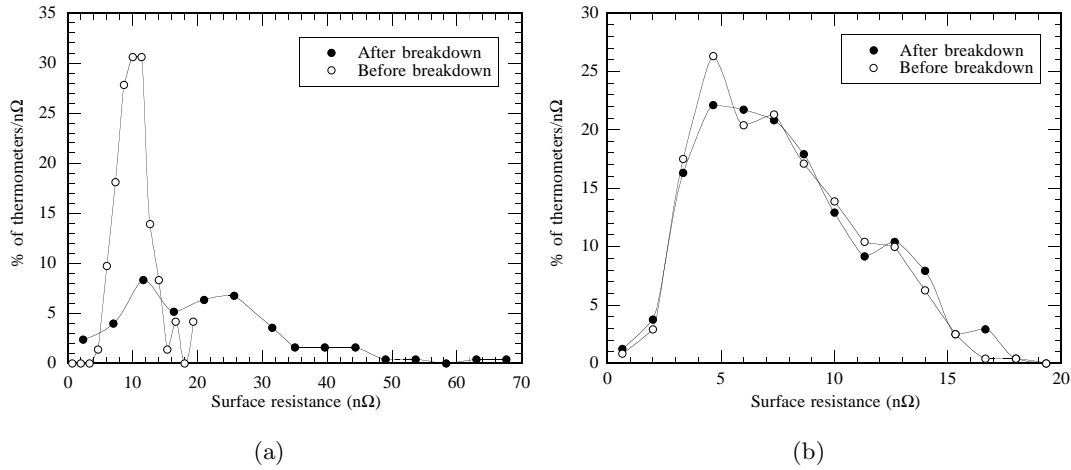 35
30
25
20
15
10
5
0
% of thermometers/nΩ
After breakdown
Before breakdown
0 10 20 30 40 50 60 70
Surface resistance (nΩ)
(a)
30
25
20
15
10
5
0
% of thermometers/nΩ
After breakdown
Before breakdown
0 5 10 15 20
Surface resistance (nΩ)
(b)